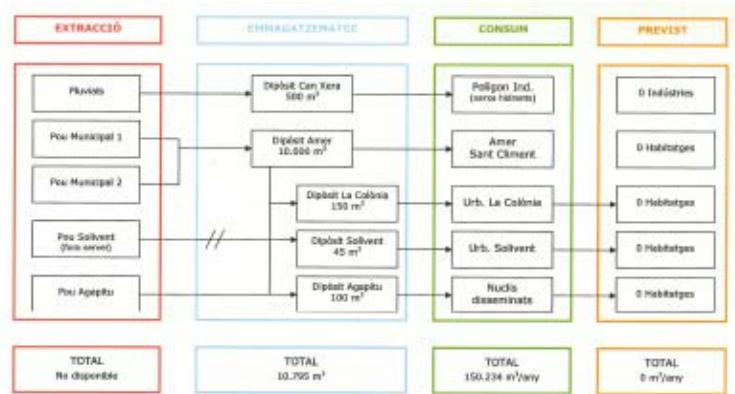 EXTRACCIÓ
EMMAGATZEMATGE
CONSUM
PREVIST
Pluvials
Dipòsit Can Xera
500 m³
Polígon Ind.
(xarxa hidrants)
0 Indústries
Pou Municipal 1
Dipòsit Amer
10.000 m³
Amer
Sant Climent
0 Habitatges
Pou Municipal 2
Dipòsit La Colònia
150 m³
Urb. La Colònia
0 Habitatges
Pou Solivent
(fora servei)
Dipòsit Solivent
45 m³
Urb. Solivent
0 Habitatges
Pou Agapitu
Dipòsit Agapitu
100 m³
Nuclis
disseminats
0 Habitatges
TOTAL
No disponible
TOTAL
10.795 m³
TOTAL
150.234 m³/any
TOTAL
0 m³/any